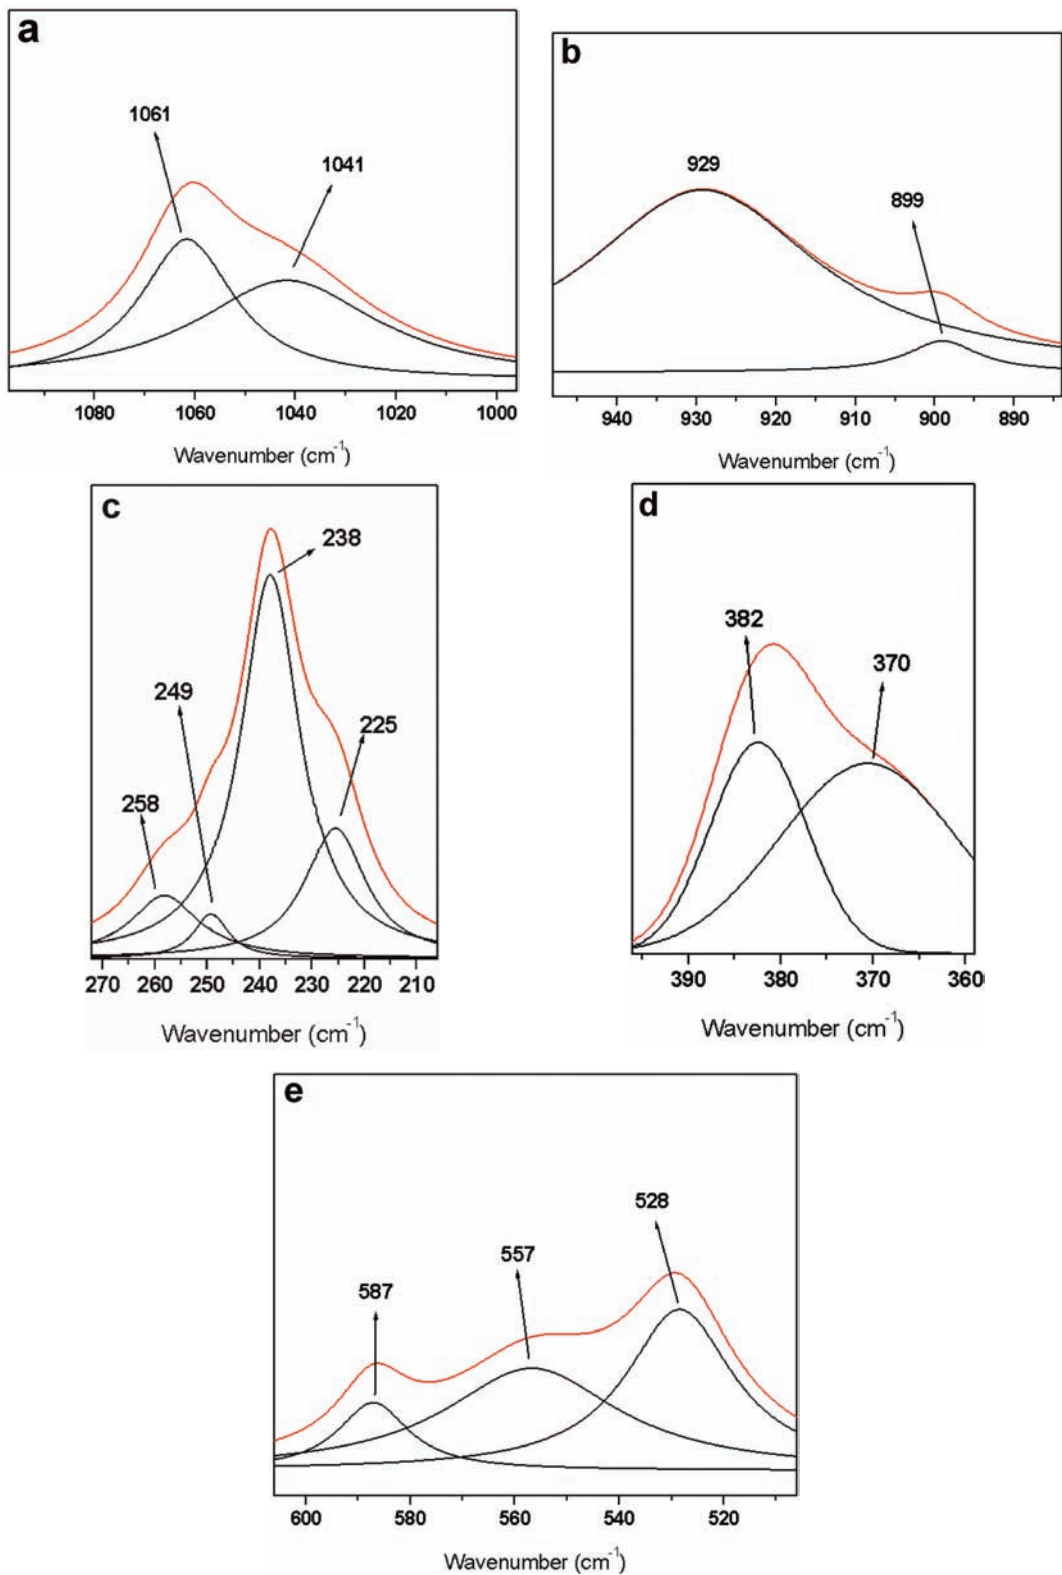 a
1061
1041
1080 1060 1040 1020 1000
Wavenumber (cm⁻¹)
b
929
899
940 930 920 910 900 890
Wavenumber (cm⁻¹)
c
238
249
225
258
270 260 250 240 230 220 210
Wavenumber (cm⁻¹)
d
382
370
390 380 370 360
Wavenumber (cm⁻¹)
e
528
557
587
600 580 560 540 520
Wavenumber (cm⁻¹)